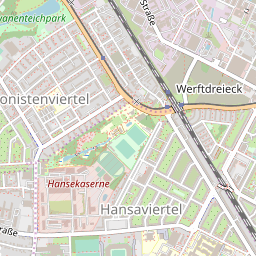 vanenteichpark
Straße
Werftdreieck
onistenviertel
Hansekaserne
Hansaviertel
raße